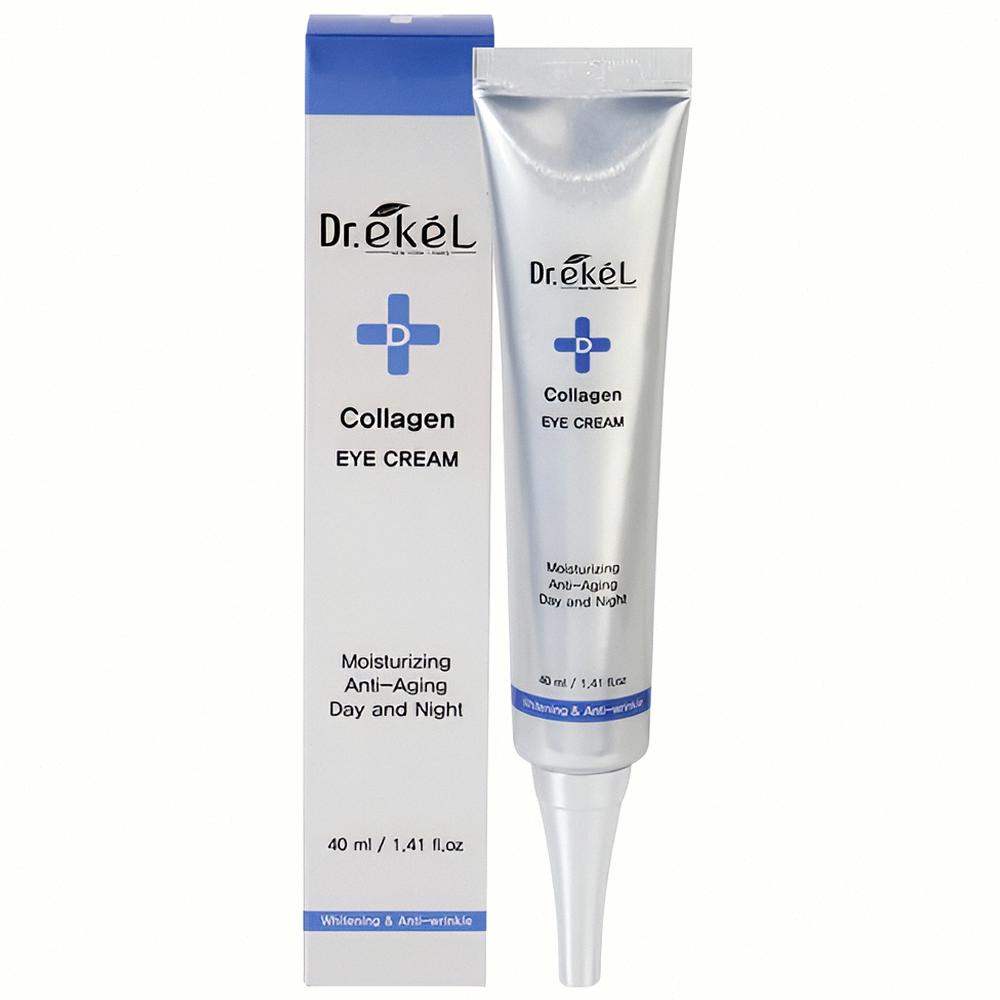 Dr.ékéL
D
Collagen
EYE CREAM
Moisturizing
Anti-Aging
Day and Night
40 ml / 1.41 fl.oz
Whitening & Anti-wrinkle
Dr.ékéL
D
Collagen
EYE CREAM
Moisturizing
Anti-Aging
Day and Night
40 ml / 1.41 fl.oz
Whitening & Anti-wrinkle